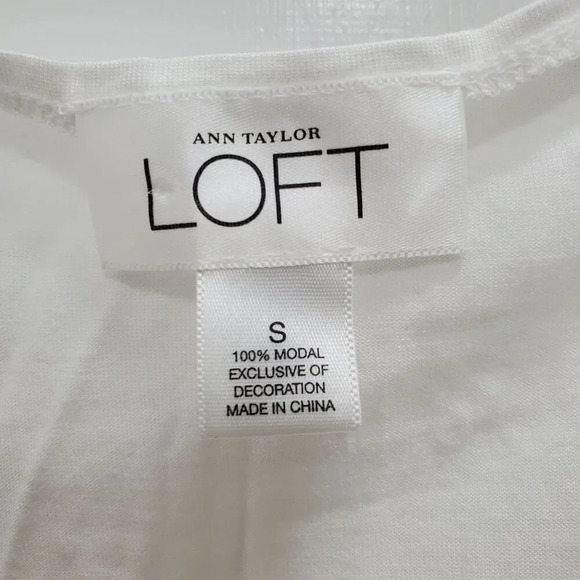 ANN TAYLOR
LOFT
S
100% MODAL
EXCLUSIVE OF
DECORATION
MADE IN CHINA